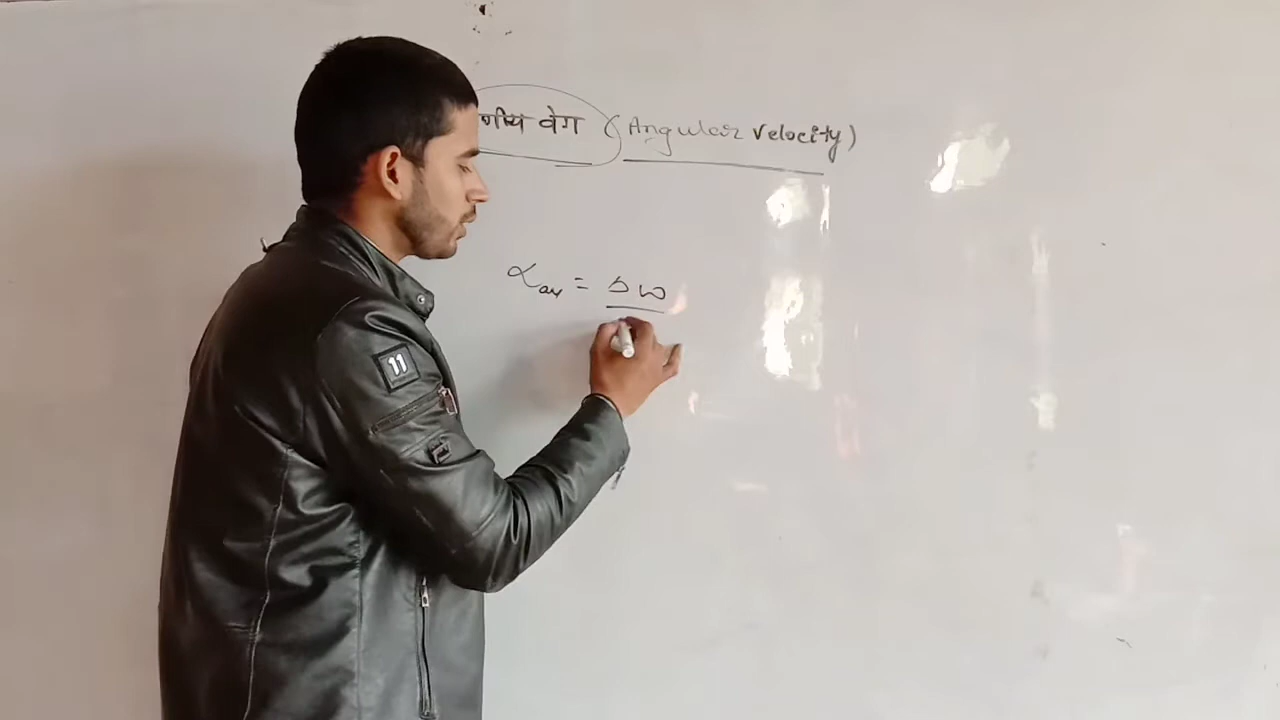 णीय वेग (Angular velocity)
αav = Δω
11